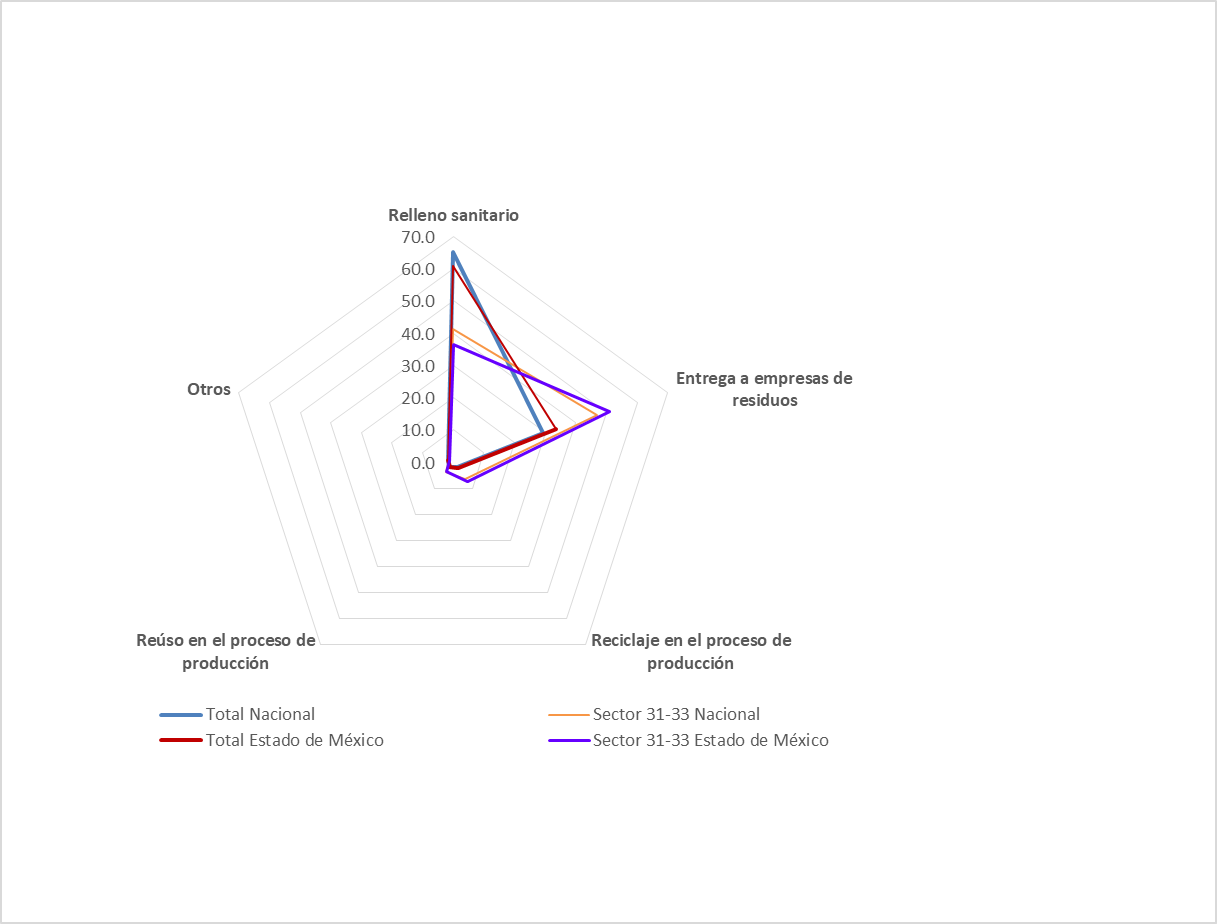 Relleno sanitario
70.0
60.0
50.0
40.0
30.0
20.0
10.0
0.0
Entrega a empresas de
residuos
Otros
Reúso en el proceso de
producción
Reciclaje en el proceso de
producción
Total Nacional
Sector 31-33 Nacional
Total Estado de México
Sector 31-33 Estado de México